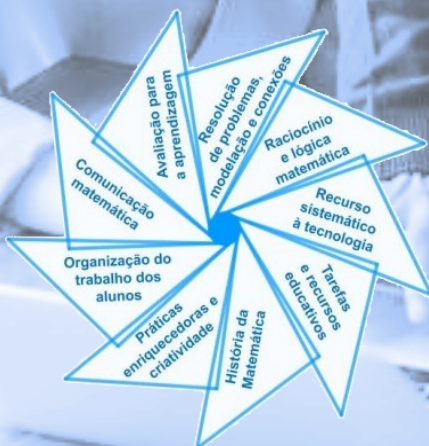 Resolução
de problemas,
modelação e conexões
Raciocínio
e lógica
matemática
Recurso
sistemático
à tecnologia
Tarefas
e recursos
educativos
História da
Matemática
Práticas
enriquecedoras e
criatividade
Organização do
trabalho dos
alunos
Comunicação
matemática
Avaliação para
a aprendizagem